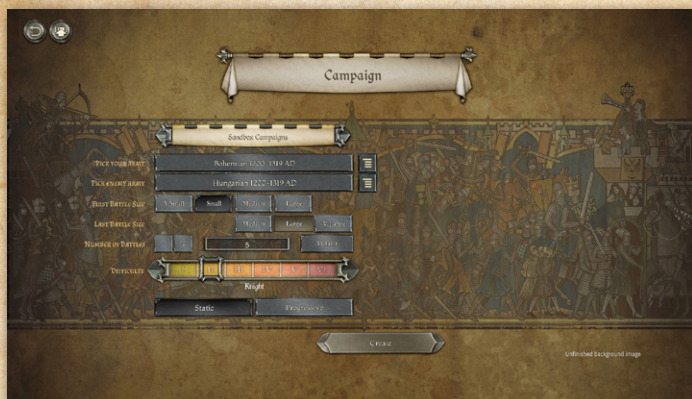 Campaign
Sandbox Campaigns
Pick your army
Bohemian 1200-1319 AD
Pick enemy army
Hungarian 1200-1319 AD
First Battle Size
Small
Medium
Large
Last Battle Size
Medium
Large
Number of Battles
5
Difficulty
Knight
Static
Progressive
Create
Unfinished background image